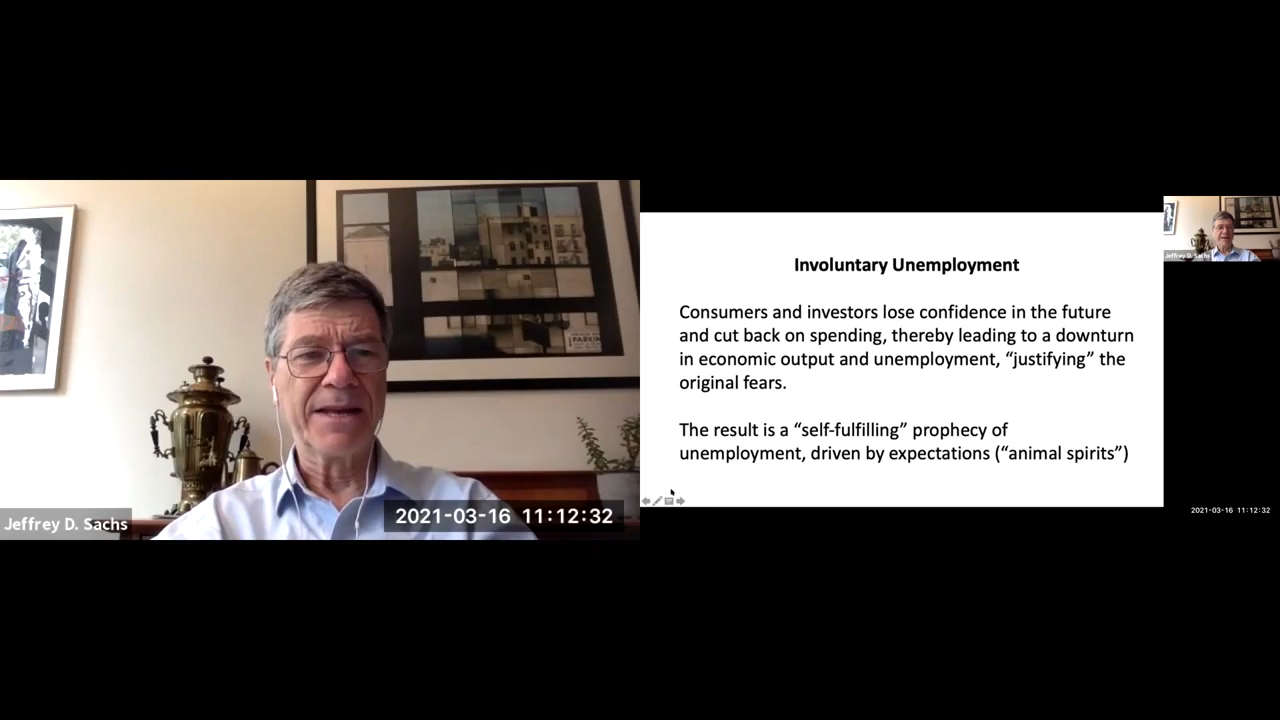 PARKIN
Jeffrey D. Sachs
2021-03-16 11:12:32
Involuntary Unemployment
Consumers and investors lose confidence in the future
and cut back on spending, thereby leading to a downturn
in economic output and unemployment, “justifying” the
original fears.
The result is a “self-fulfilling” prophecy of
unemployment, driven by expectations (“animal spirits”)
Jeffrey D. Sachs
2021-03-16 11:12:32